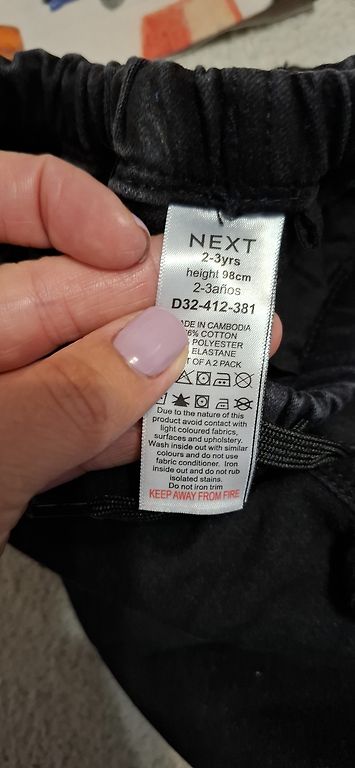 NEXT
2-3yrs
height 98cm
2-3años
D32-412-381
ADE IN CAMBODIA
6% COTTON
POLYESTER
ELASTANE
T OF A 2 PACK
Due to the nature of this
product avoid contact with
light coloured fabrics,
surfaces and upholstery.
Wash inside out with similar
colours and do not use
fabric conditioner. Iron
inside out and do not rub
isolated stains.
Do not iron trim
KEEP AWAY FROM FIRE